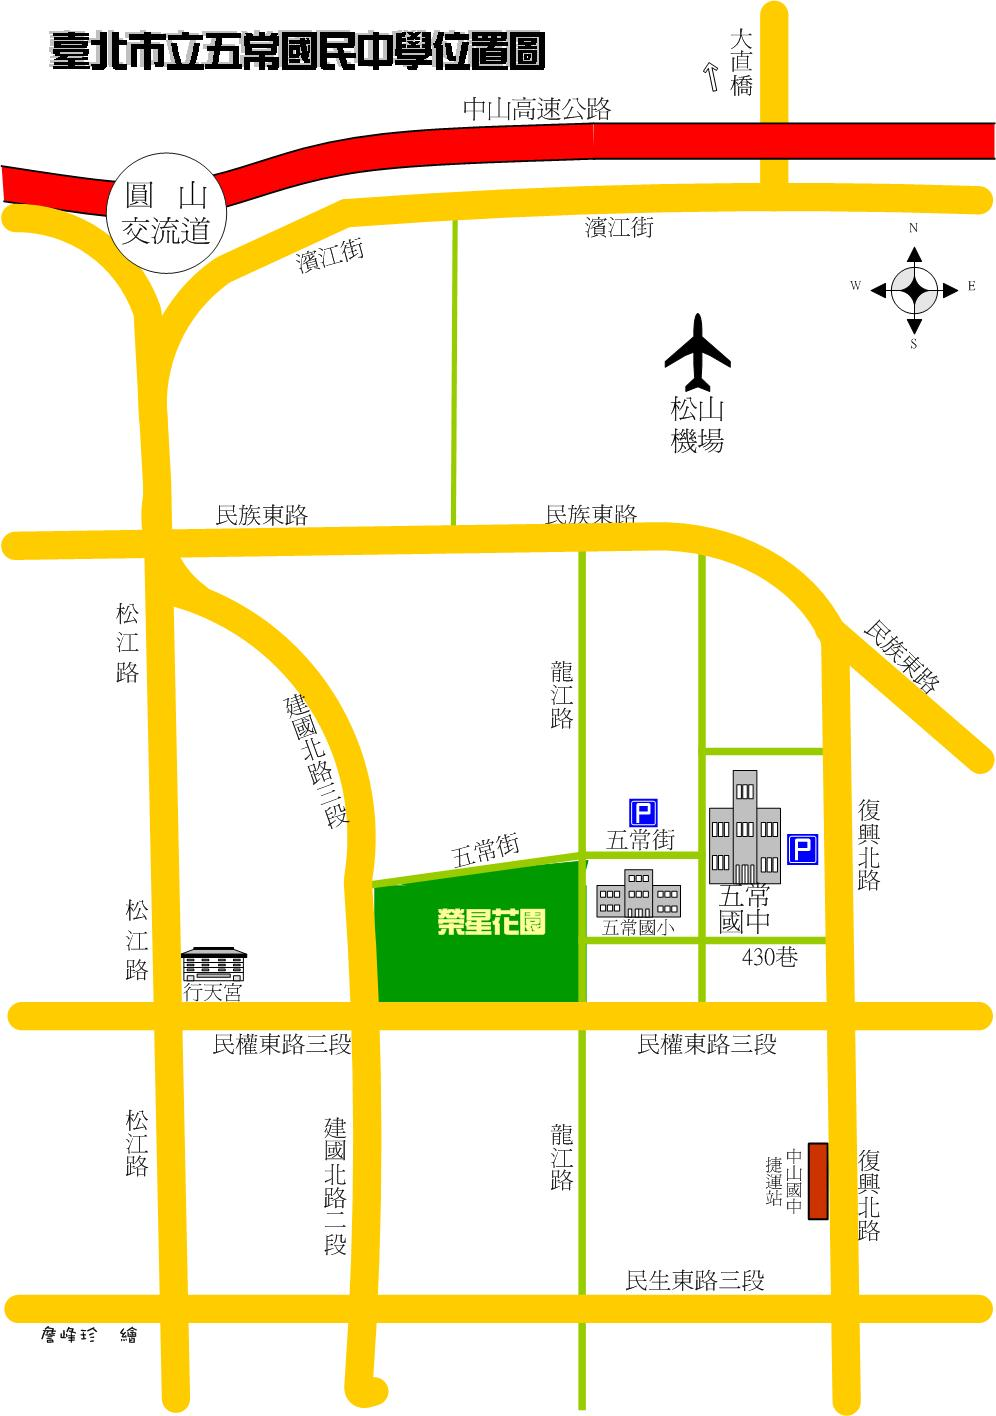 臺北市立五常國民中學位置圖
大直橋
中山高速公路
圓 山
交流道
濱江街
濱江街
N
W
E
S
松山
機場
民族東路
民族東路
民族東路
松江路
龍江路
建國北路三段
P
五常街
五常街
P
復興北路
五常
國中
榮星花園
五常國小
430巷
松江路
行天宮
民權東路三段
民權東路三段
松江路
建國北路二段
龍江路
中山國中
捷運站
復興北路
民生東路三段
詹峰珍 繪